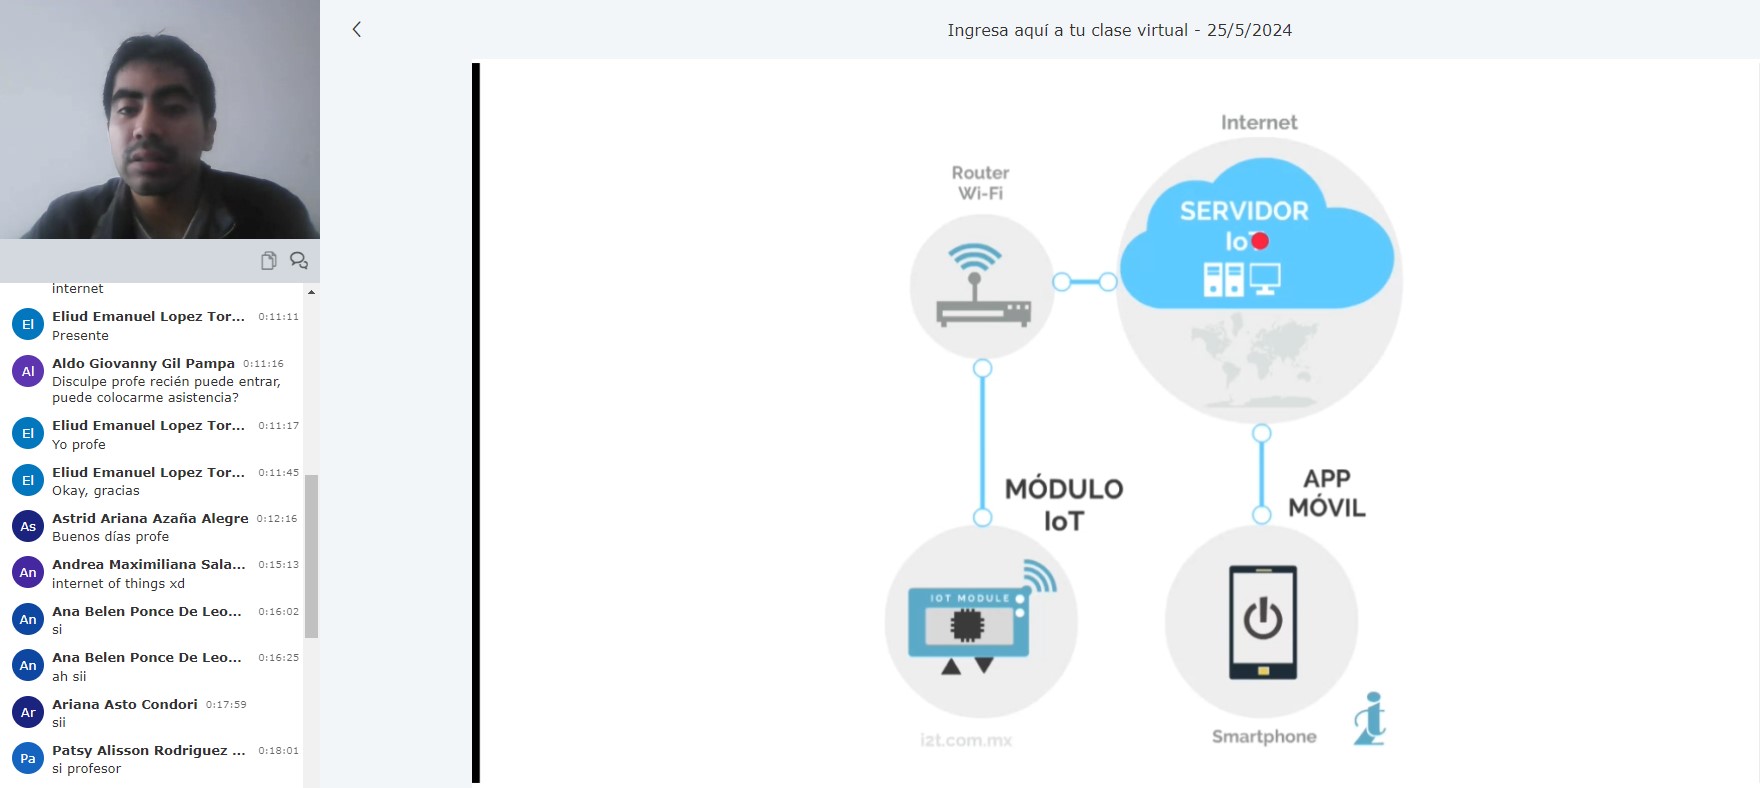 Ingresa aquí a tu clase virtual - 25/5/2024
internet
Eliud Emanuel Lopez Tor... 0:11:11
Presente
Aldo Giovanny Gil Pampa 0:11:16
Disculpe profe recién puede entrar,
puede colocarme asistencia?
Eliud Emanuel Lopez Tor... 0:11:17
Yo profe
Eliud Emanuel Lopez Tor... 0:11:45
Okay, gracias
Astrid Ariana Azaña Alegre 0:12:16
Buenos días profe
Andrea Maximiliana Sala... 0:15:13
internet of things xd
Ana Belen Ponce De Leo... 0:16:02
si
Ana Belen Ponce De Leo... 0:16:25
ah sii
Ariana Asto Condori 0:17:59
sii
Patsy Alisson Rodriguez ... 0:18:01
si profesor
El
Al
El
El
As
An
An
An
Ar
Pa
Internet
Router
Wi-Fi
SERVIDOR
IoT
MÓDULO
IoT
APP
MÓVIL
IOT MODULE
i2t.com.mx
Smartphone